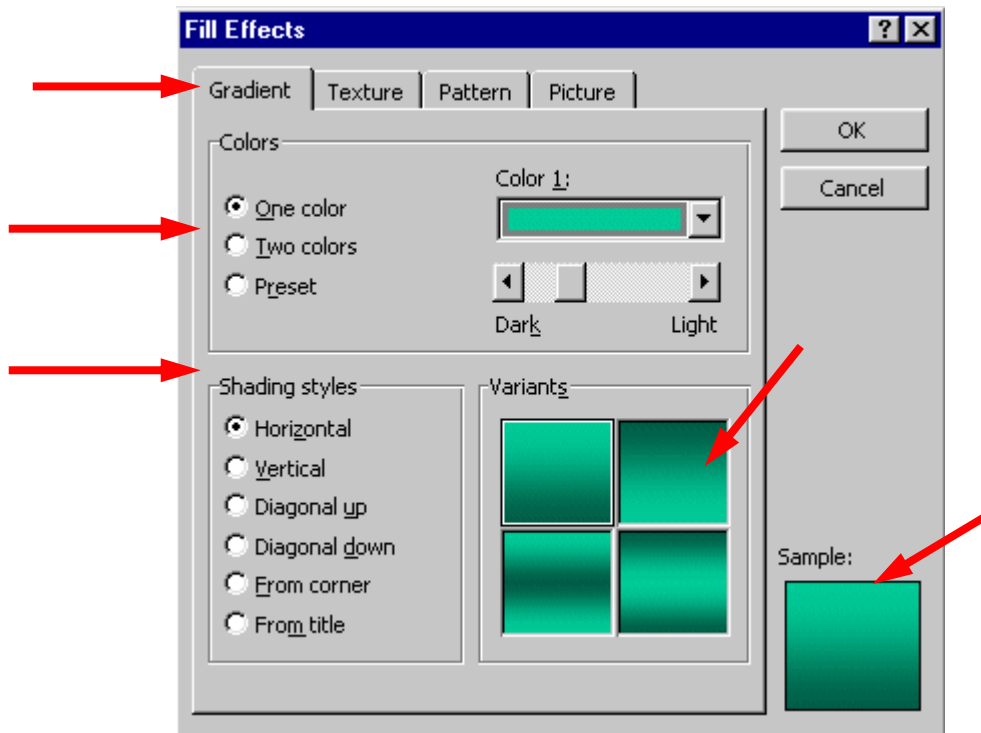 Fill Effects
Gradient Texture Pattern Picture
OK
Cancel
Colors
One color
Two colors
Preset
Color 1:
Dark Light
Shading styles
Horizontal
Vertical
Diagonal up
Diagonal down
From corner
From title
Variants
Sample: